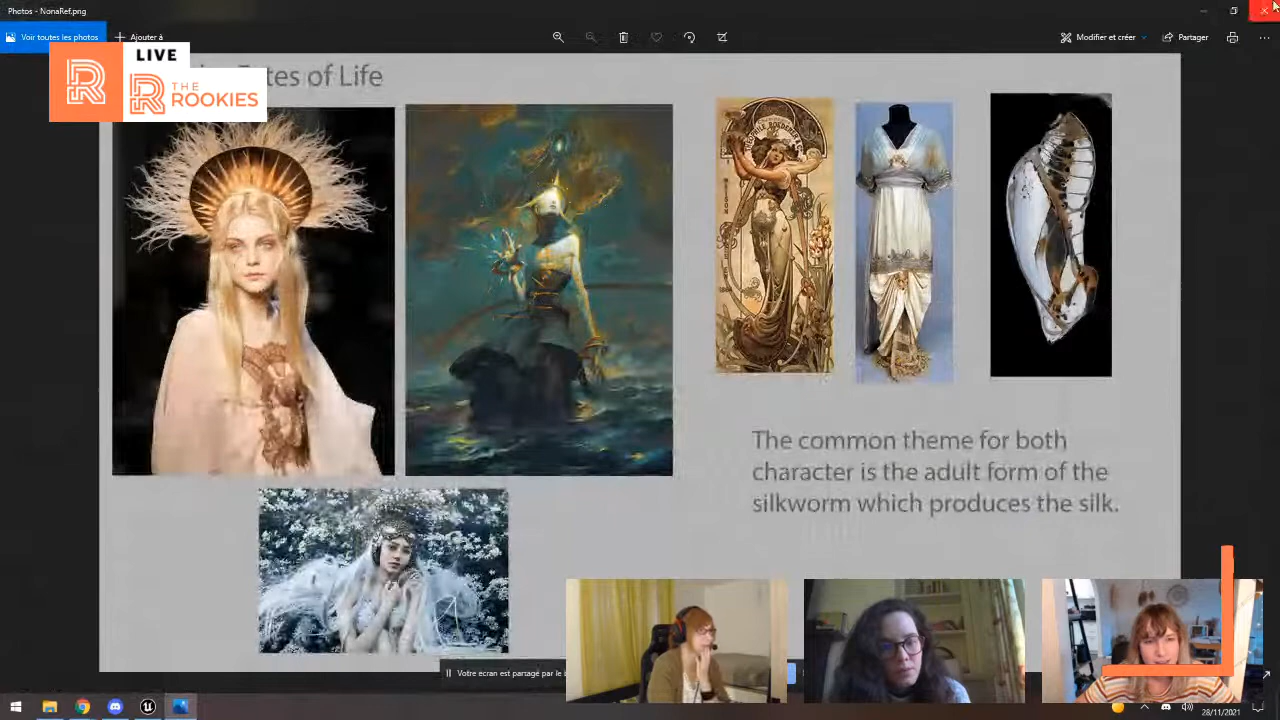 Photos - NonaRef.png
Voir toutes les photos
Ajouter à
Modifier et créer
Partager
LIVE
THE
ROOKIES
tes of Life
The common theme for both
character is the adult form of the
silkworm which produces the silk.
Votre écran est partagé par le
28/11/2021